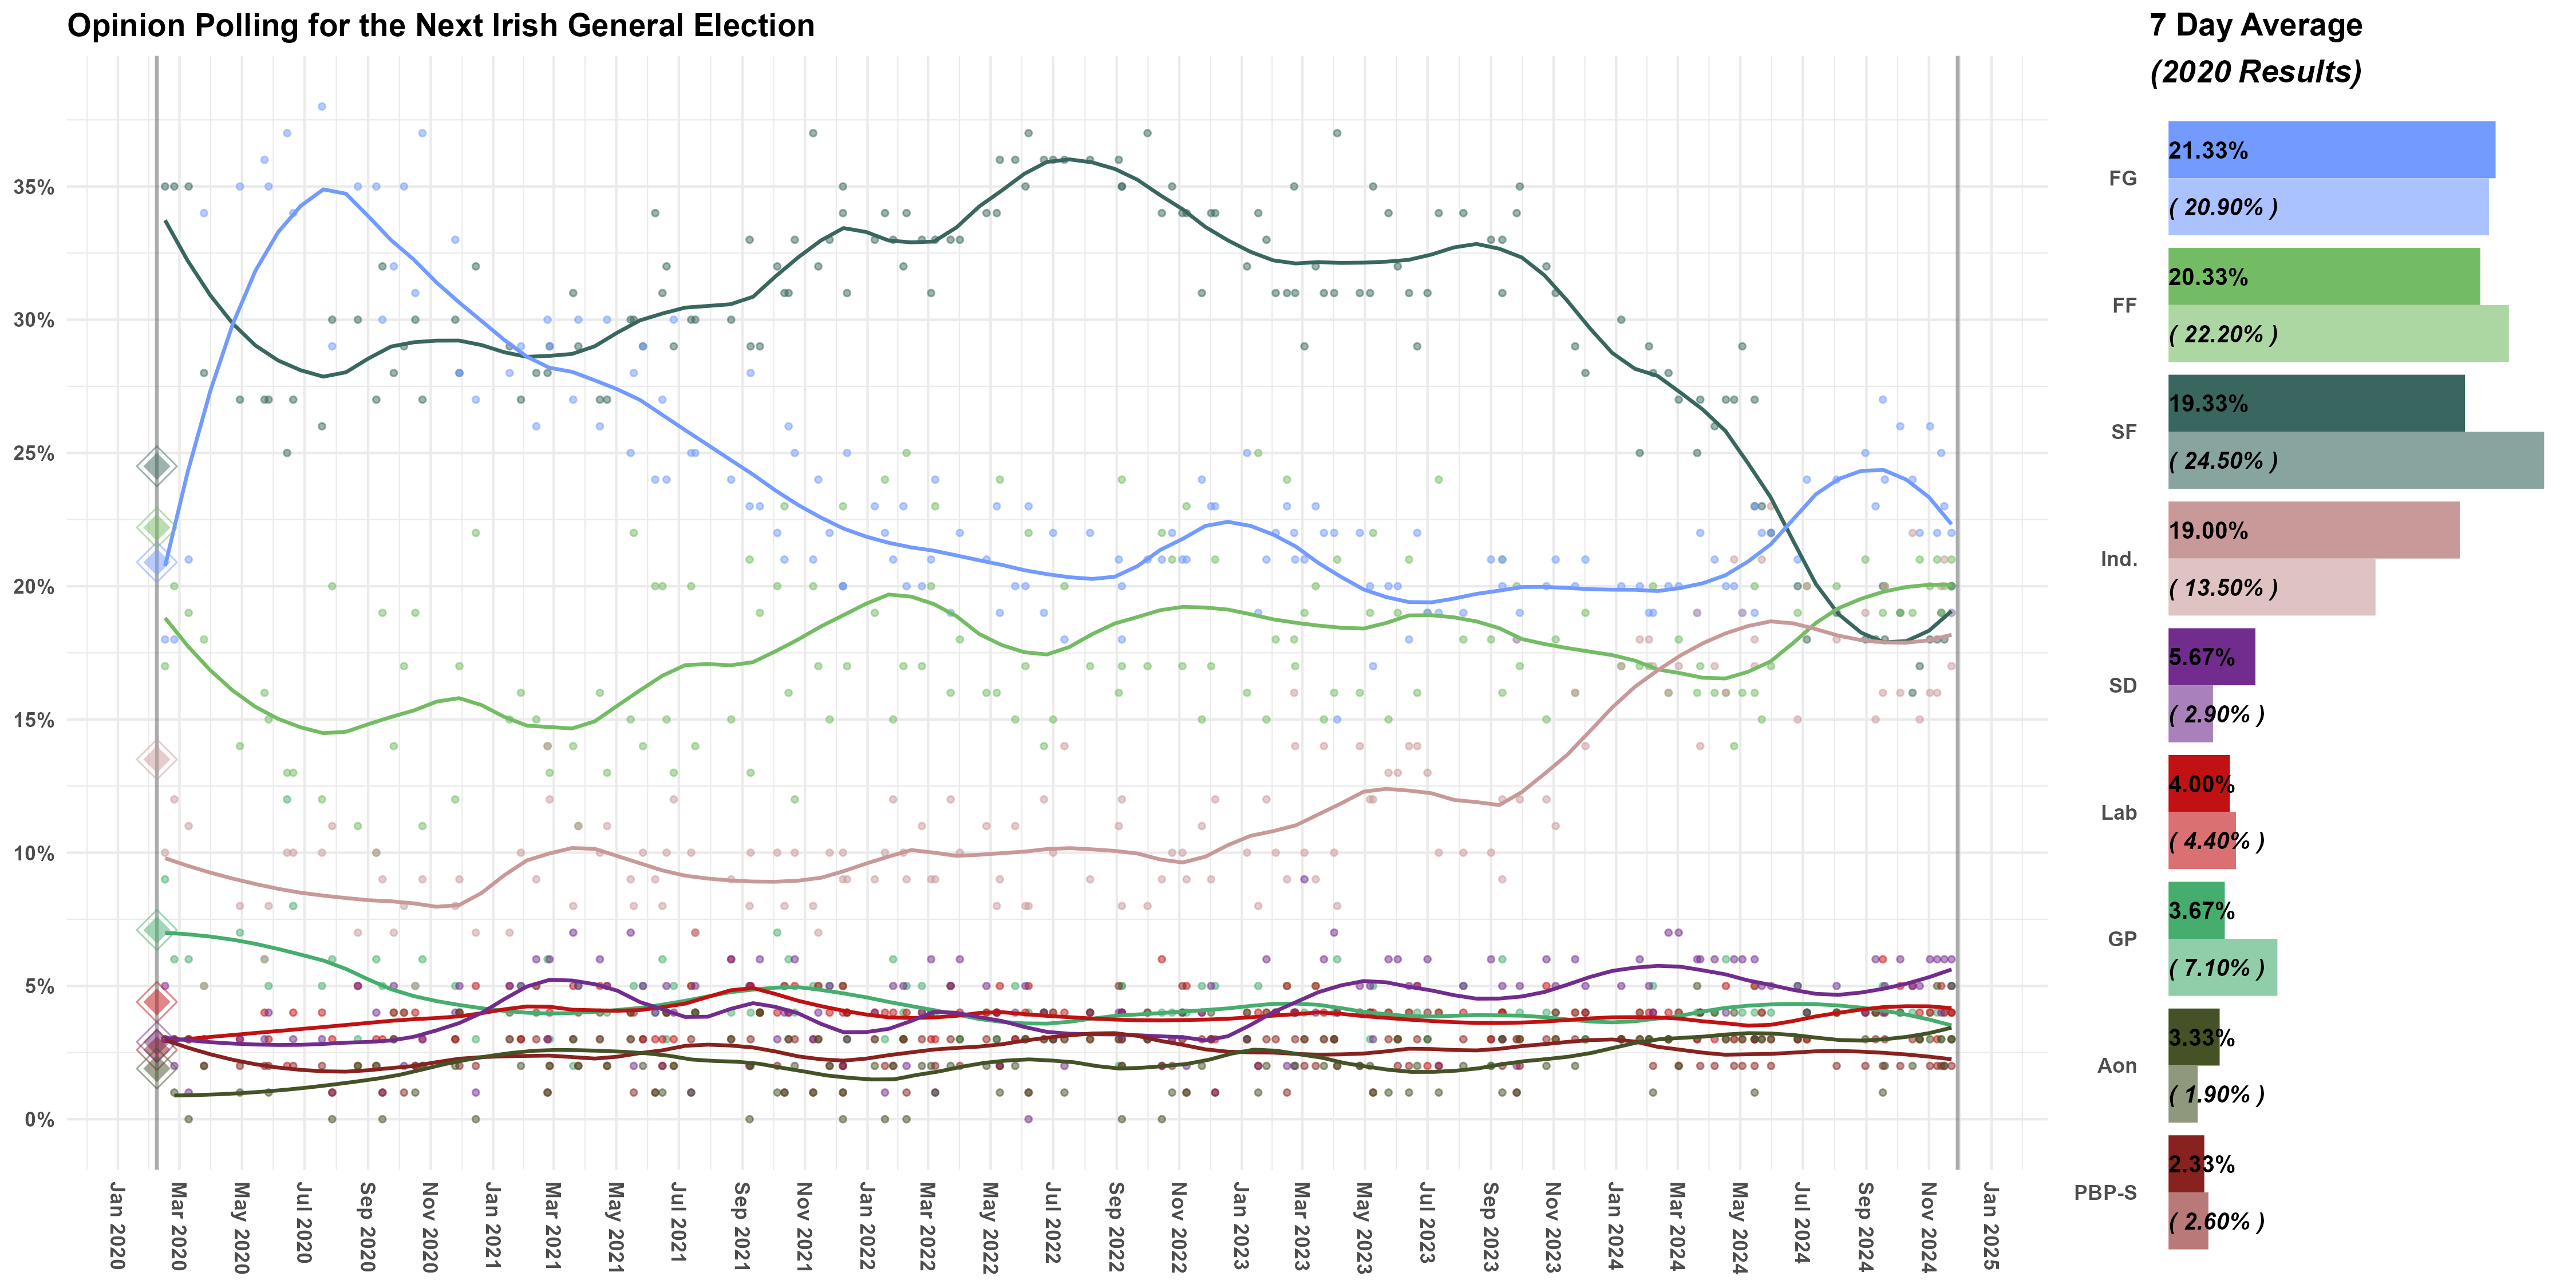 Opinion Polling for the Next Irish General Election
7 Day Average
(2020 Results)
35%
30%
25%
20%
15%
10%
5%
0%
Jan 2020
Mar 2020
May 2020
Jul 2020
Sep 2020
Nov 2020
Jan 2021
Mar 2021
May 2021
Jul 2021
Sep 2021
Nov 2021
Jan 2022
Mar 2022
May 2022
Jul 2022
Sep 2022
Nov 2022
Jan 2023
Mar 2023
May 2023
Jul 2023
Sep 2023
Nov 2023
Jan 2024
Mar 2024
May 2024
Jul 2024
Sep 2024
Nov 2024
Jan 2025
FG
21.33%
( 20.90% )
FF
20.33%
( 22.20% )
SF
19.33%
( 24.50% )
Ind.
19.00%
( 13.50% )
SD
5.67%
( 2.90% )
Lab
4.00%
( 4.40% )
GP
3.67%
( 7.10% )
Aon
3.33%
( 1.90% )
PBP-S
2.33%
( 2.60% )